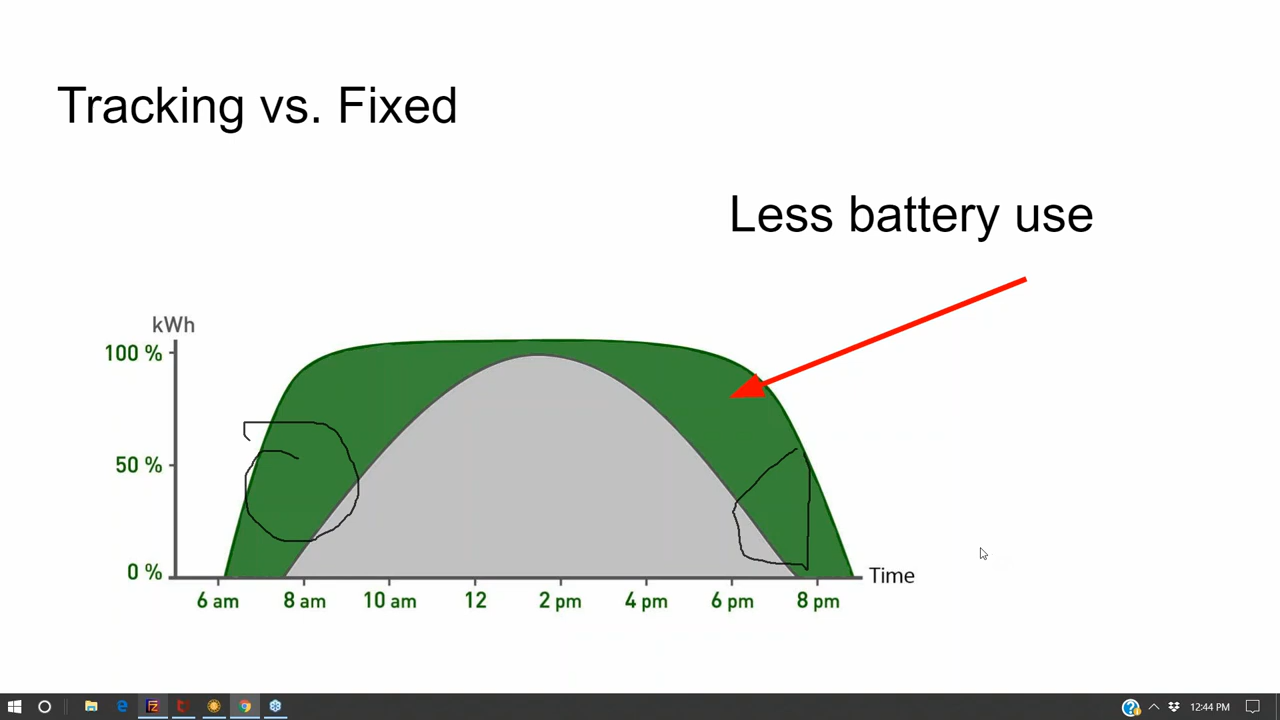 Tracking vs. Fixed
Less battery use
kWh
100 %
50 %
0 %
Time
6 am 8 am 10 am 12 2 pm 4 pm 6 pm 8 pm
12:44 PM